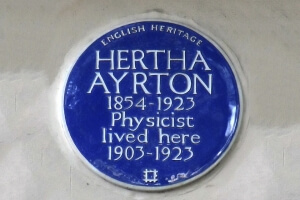 ENGLISH HERITAGE
HERTHA
AYRTON
1854-1923
Physicist
lived here
1903-1923